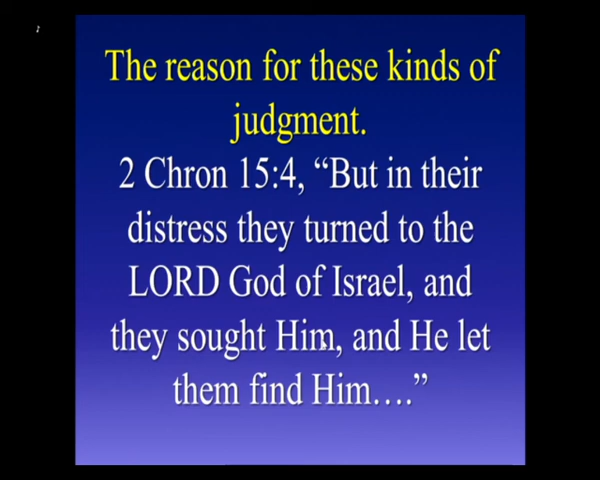 The reason for these kinds of
judgment.
2 Chron 15:4, “But in their
distress they turned to the
LORD God of Israel, and
they sought Him, and He let
them find Him….”